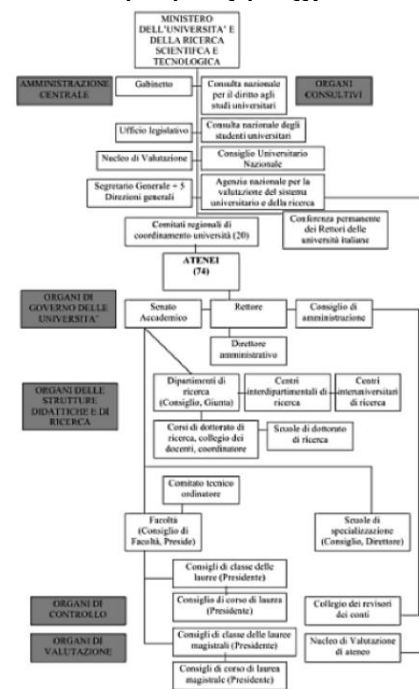 MINISTERO
DELL'UNIVERSITA' E
DELLA RICERCA
SCIENTIFCA E
TECNOLOGICA
AMMINISTRAZIONE
CENTRALE
Gabinetto
Consulta nazionale
per il diritto agli
studi universitari
ORGANI
CONSULTIVI
Ufficio legislativo
Consulta nazionale degli
studenti universitari
Nucleo di Valutazione
Consiglio Universitario
Nazionale
Segretario Generale + 5
Direzioni generali
Agenzia nazionale per la
valutazione del sistema
universitario e della ricerca
Comitati regionali di
coordinamento università (20)
Conferenza permanente
dei Rettori delle
università italiane
ATENEI
(74)
ORGANI DI
GOVERNO DELLE
UNIVERSITA'
Senato
Accademico
Rettore
Consiglio di
amministrazione
Direttore
amministrativo
ORGANI DELLE
STRUTTURE
DIDATTICHE E DI
RICERCA
Dipartimenti di
ricerca
(Consiglio, Giunta)
Centri
interdipartimentali di
ricerca
Centri
interuniversitari
di ricerca
Corsi di dottorato di
ricerca, collegio dei
docenti, coordinatore
Scuole di dottorato
di ricerca
Comitato tecnico
ordinatore
Facoltà
(Consiglio di
Facoltà, Preside)
Scuole di
specializzazione
(Consiglio, Direttore)
Consigli di classe delle
lauree (Presidente)
Consiglio di corso di laurea
(Presidente)
ORGANI DI
CONTROLLO
Collegio dei revisori
dei conti
ORGANI DI
VALUTAZIONE
Consigli di classe delle lauree
magistrali (Presidente)
Nucleo di Valutazione
di ateneo
Consigli di corso di laurea
magistrale (Presidente)